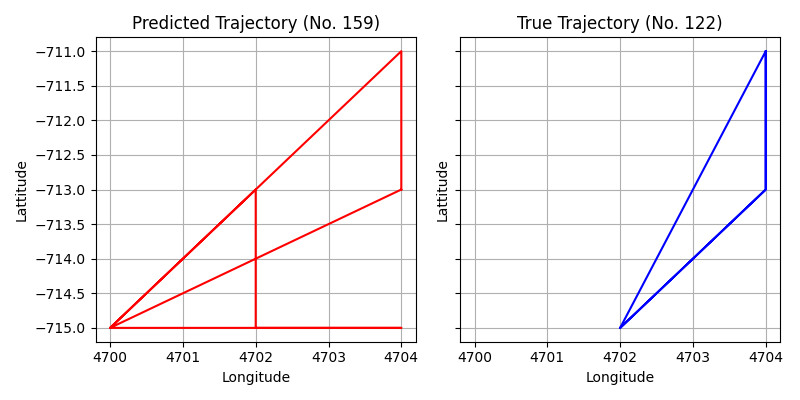 Predicted Trajectory (No. 159)
True Trajectory (No. 122)
−711.0
−711.5
−712.0
−712.5
−713.0
−713.5
−714.0
−714.5
−715.0
Lattitude
Lattitude
4700 4701 4702 4703 4704
4700 4701 4702 4703 4704
Longitude
Longitude